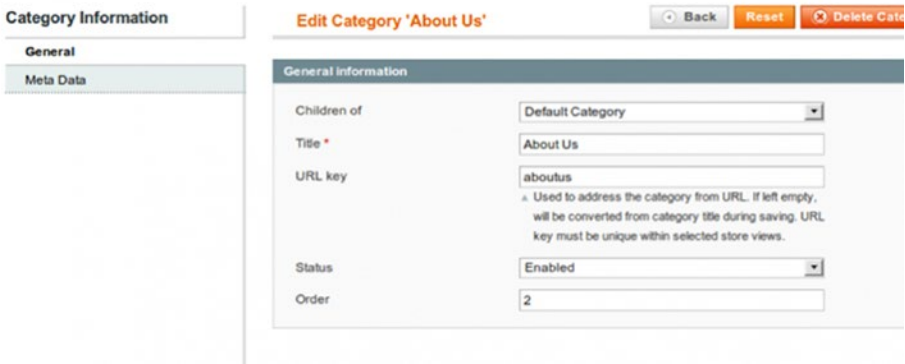 Category Information
General
Meta Data
Edit Category 'About Us'
Back
Reset
Delete Cate
General information
Children of
Default Category
Title *
About Us
URL key
aboutus
Used to address the category from URL. If left empty,
will be converted from category title during saving. URL
key must be unique within selected store views.
Status
Enabled
Order
2